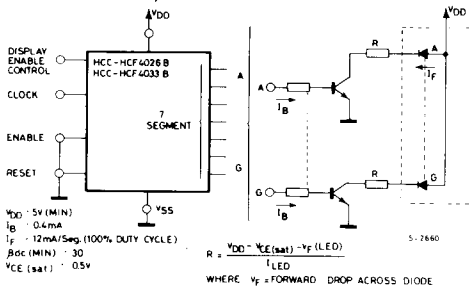 VDD
VDD
DISPLAY
ENABLE
CONTROL
HCC-HCF4026B
HCC-HCF4033B
CLOCK
7
SEGMENT
ENABLE
RESET
A
G
VSS
R
A
IF
A
IB
R
G
G
IB
VDD : 5V (MIN)
IB : 0.4mA
IF : 12mA/Seg. (100% DUTY CYCLE)
βdc (MIN) : 30
VCE (sat) : 0.5V
S-2660
R = VDD - VCE(sat) - VF (LED)
ILED
WHERE VF = FORWARD DROP ACROSS DIODE